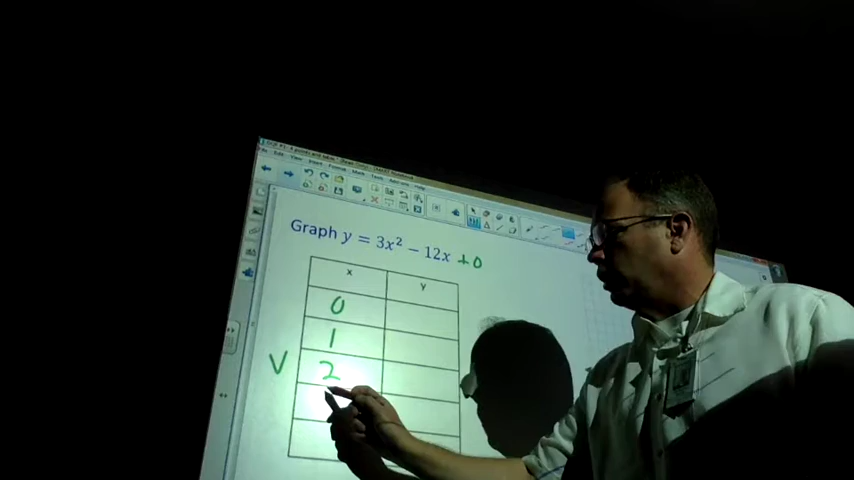 Graph y = 3x² − 12x + 0
x y
0
1
V 2